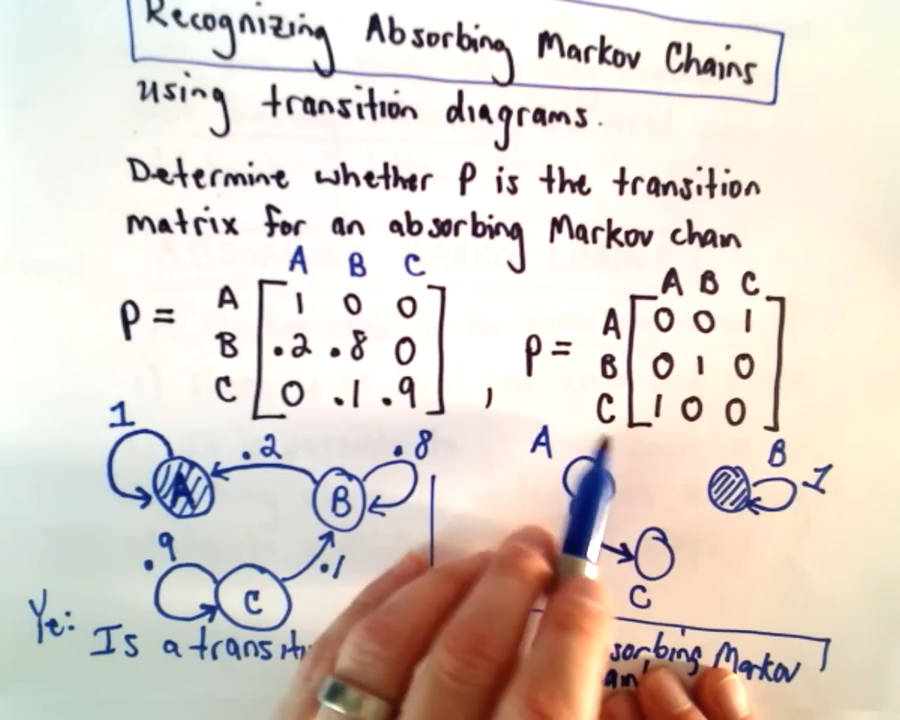 Recognizing Absorbing Markov Chains
using transition diagrams.
Determine whether P is the transition
matrix for an absorbing Markov chan
A B C
P = A [ 1 0 0 ]
B [ .2 .8 0 ]
C [ 0 .1 .9 ]
,
A B C
P = A [ 0 0 1 ]
B [ 0 1 0 ]
C [ 1 0 0 ]
1 A .2 B .8
.9 C .1
A B 1
C
Ye: Is a transiti
sorbing Markov